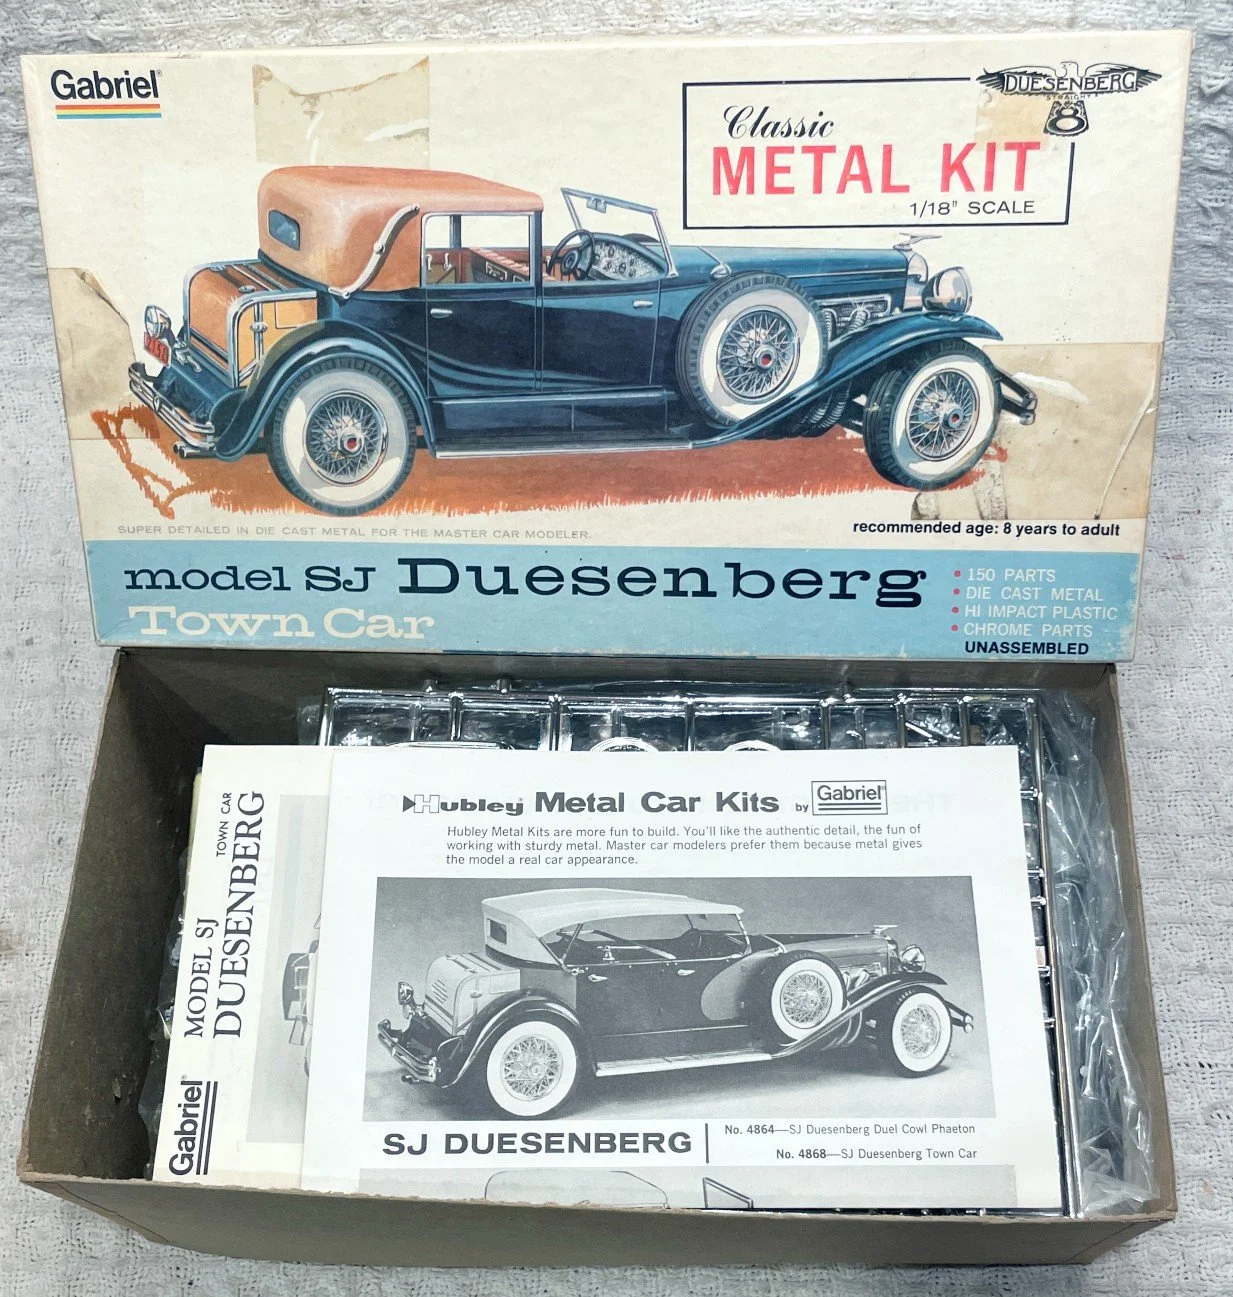 Gabriel®
DUESENBERG
STRAIGHT
8
Classic
METAL KIT
1/18" SCALE
SUPER DETAILED IN DIE CAST METAL FOR THE MASTER CAR MODELER.
recommended age: 8 years to adult
model SJ Duesenberg
Town Car
• 150 PARTS
• DIE CAST METAL
• HI IMPACT PLASTIC
• CHROME PARTS
UNASSEMBLED
Gabriel®
MODEL SJ TOWN CAR
DUESENBERG
Hubley® Metal Car Kits by Gabriel®
Hubley Metal Kits are more fun to build. You'll like the authentic detail, the fun of
working with sturdy metal. Master car modelers prefer them because metal gives
the model a real car appearance.
SJ DUESENBERG
No. 4864—SJ Duesenberg Duel Cowl Phaeton
No. 4868—SJ Duesenberg Town Car